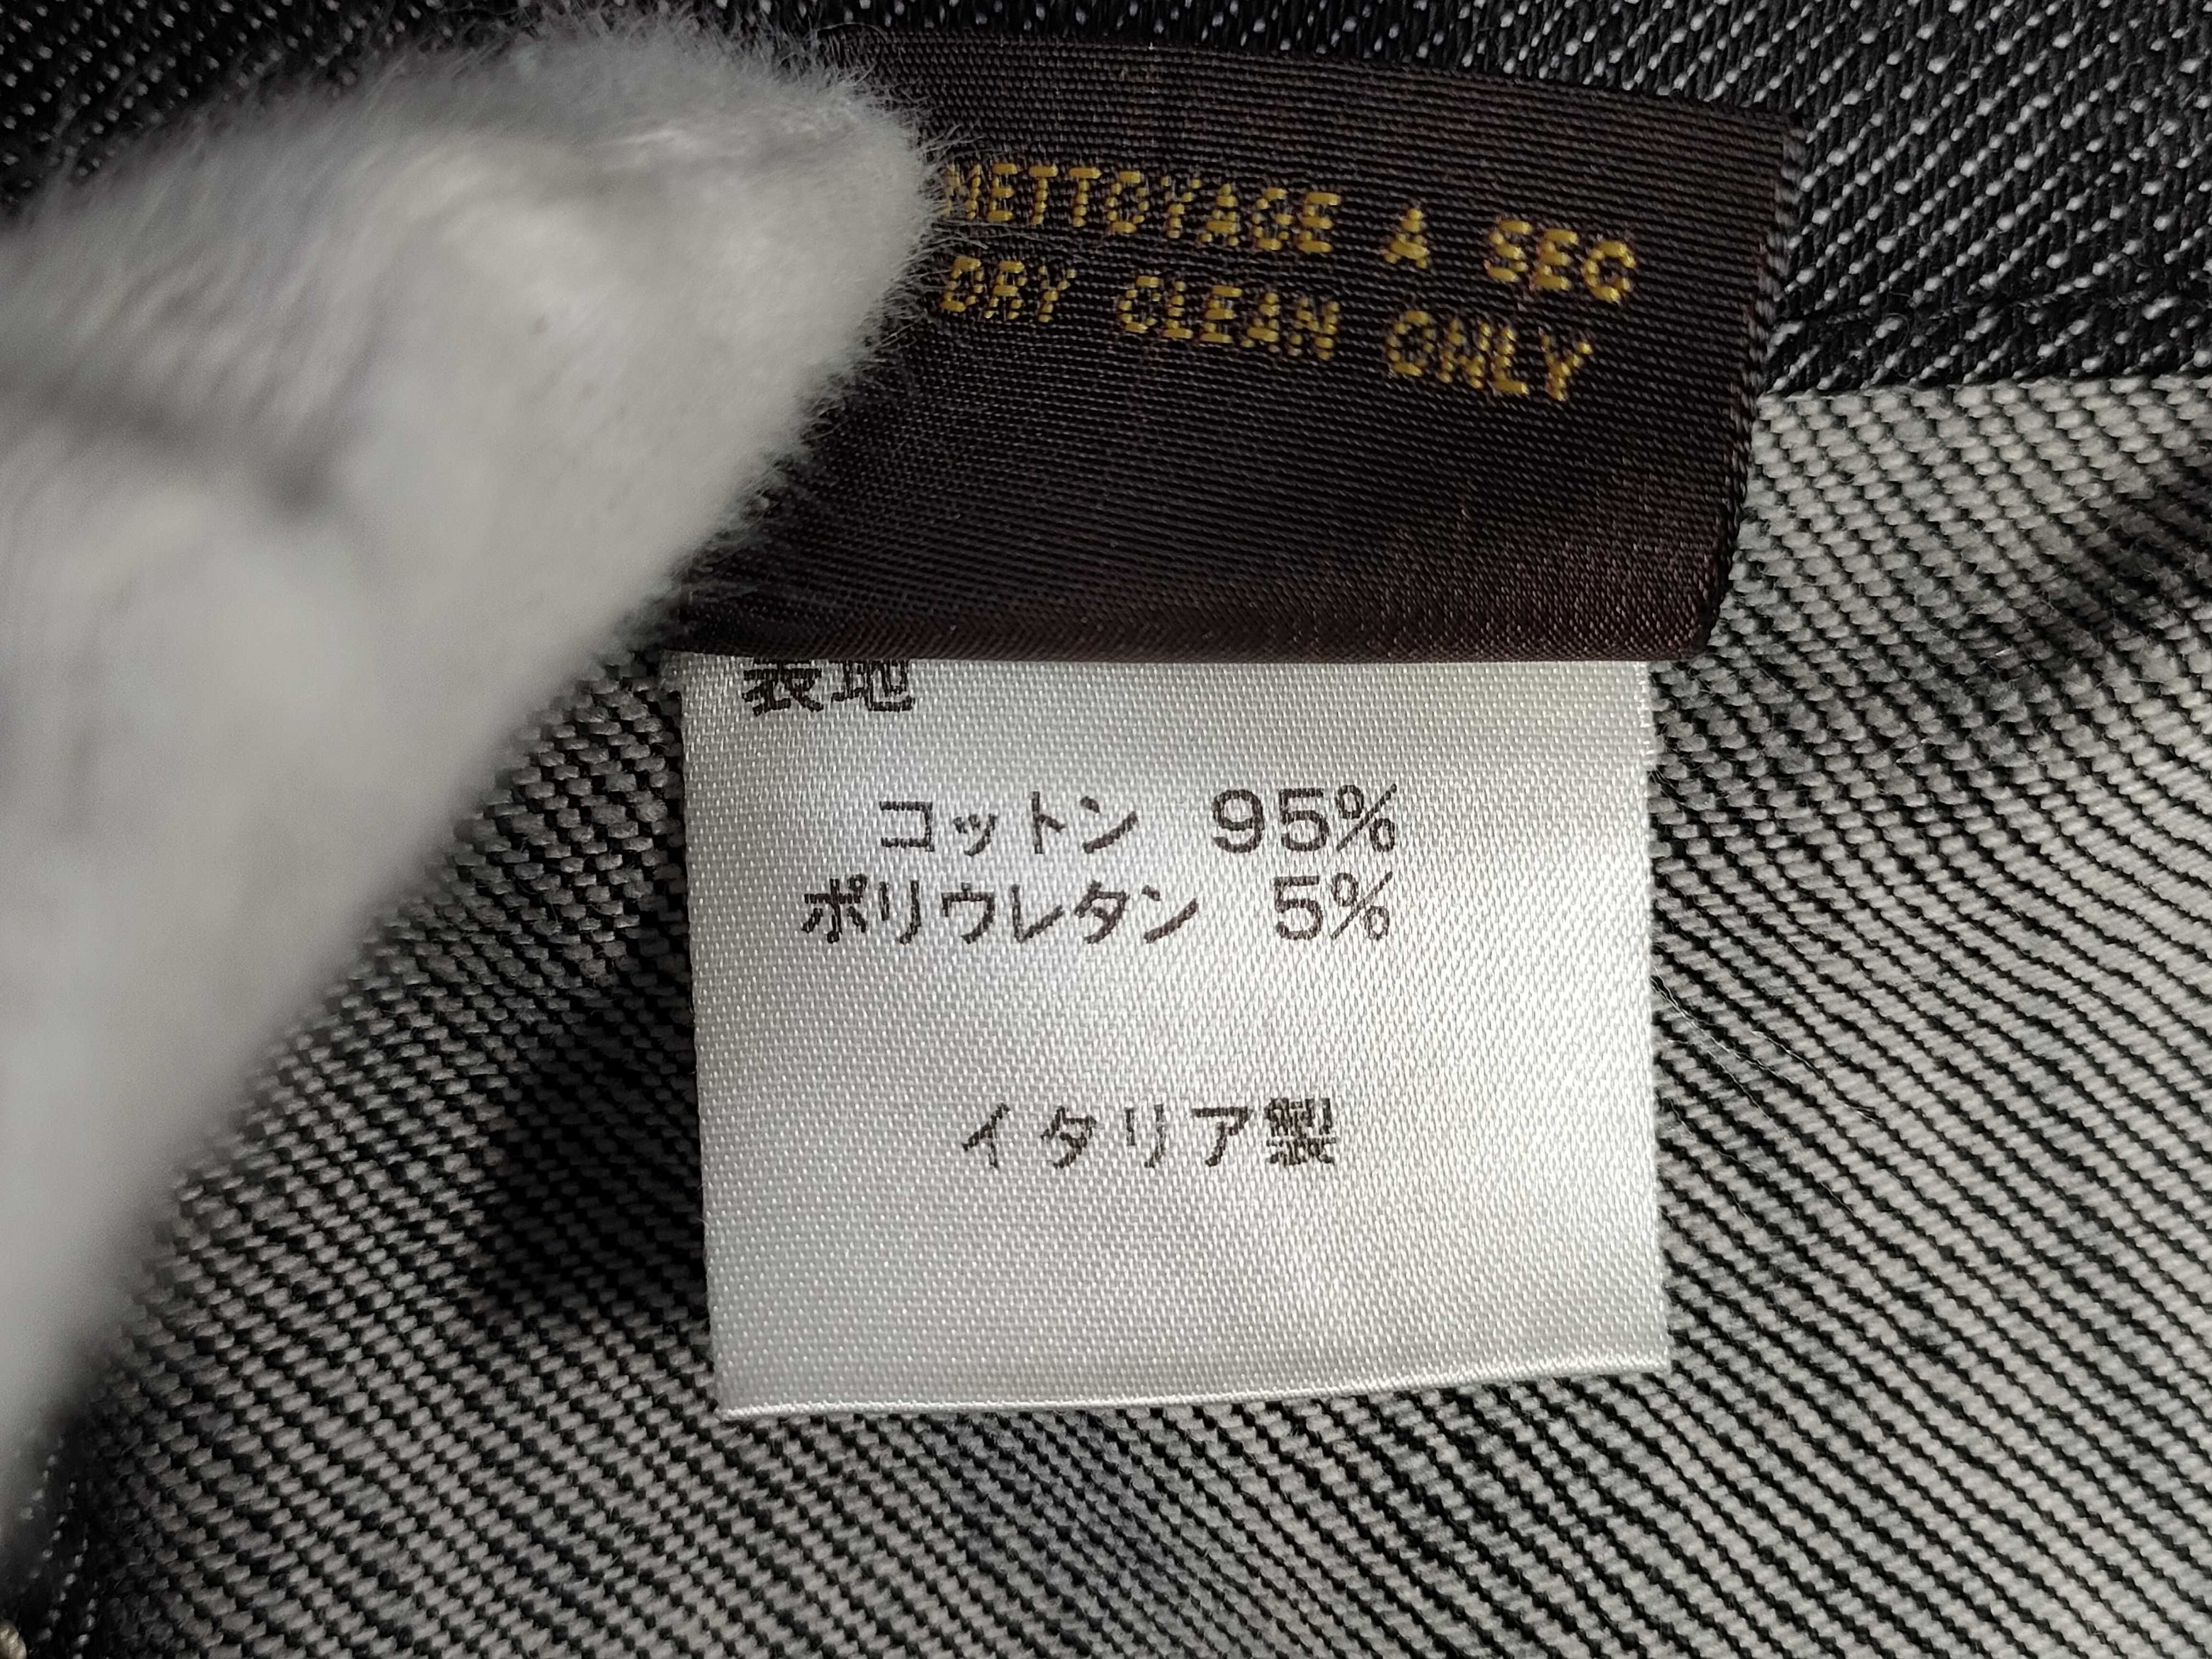 NETTOYAGE A SEC
DRY CLEAN ONLY
表地
コットン 95%
ポリウレタン 5%
イタリア製